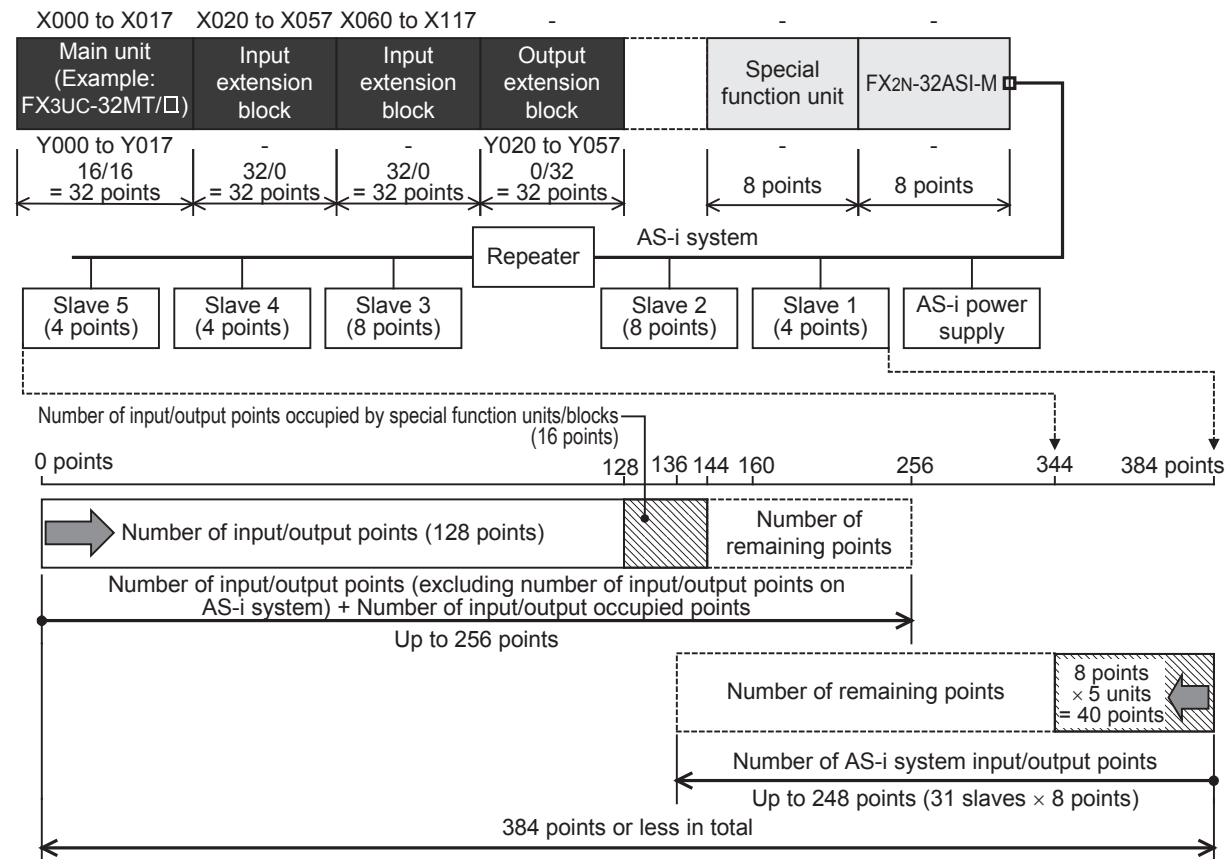 X000 to X017 X020 to X057 X060 to X117 - - -
Main unit
(Example:
FX3UC-32MT/□)
Input
extension
block
Input
extension
block
Output
extension
block
Special
function unit
FX2N-32ASI-M
Y000 to Y017 - - Y020 to Y057 - -
16/16
= 32 points
32/0
= 32 points
32/0
= 32 points
0/32
= 32 points
8 points
8 points
AS-i system
Repeater
Slave 5
(4 points)
Slave 4
(4 points)
Slave 3
(8 points)
Slave 2
(8 points)
Slave 1
(4 points)
AS-i power
supply
Number of input/output points occupied by special function units/blocks
(16 points)
0 points 128 136 144 160 256 344 384 points
Number of input/output points (128 points)
Number of
remaining points
Number of input/output points (excluding number of input/output points on
AS-i system) + Number of input/output occupied points
Up to 256 points
Number of remaining points
8 points
× 5 units
= 40 points
Number of AS-i system input/output points
Up to 248 points (31 slaves × 8 points)
384 points or less in total